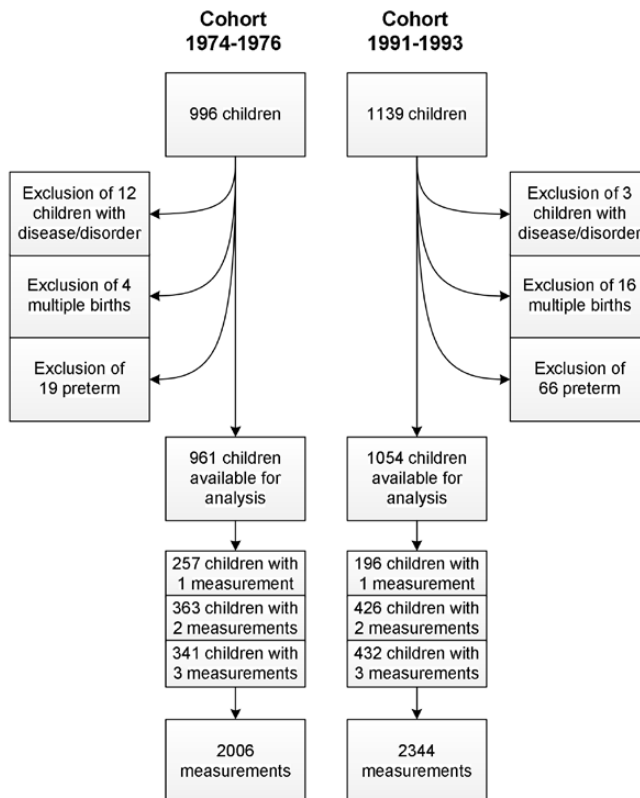 Cohort
1974-1976
Cohort
1991-1993
996 children
1139 children
Exclusion of 12
children with
disease/disorder
Exclusion of 4
multiple births
Exclusion of
19 preterm
Exclusion of 3
children with
disease/disorder
Exclusion of 16
multiple births
Exclusion of
66 preterm
961 children
available for
analysis
1054 children
available for
analysis
257 children with
1 measurement
363 children with
2 measurements
341 children with
3 measurements
196 children with
1 measurement
426 children with
2 measurements
432 children with
3 measurements
2006
measurements
2344
measurements